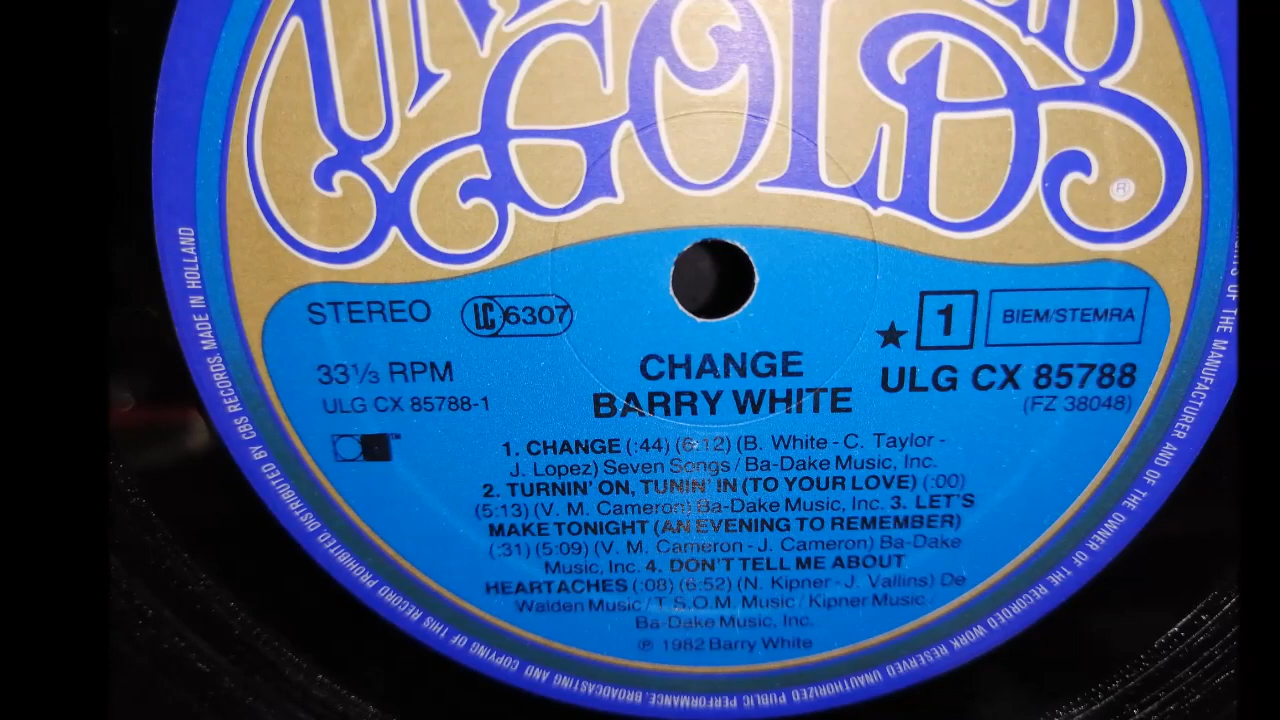 GOLD
®
STEREO
LC 6307
★ 1
BIEM/STEMRA
33⅓ RPM
CHANGE
BARRY WHITE
ULG CX 85788
(FZ 38048)
ULG CX 85788-1
1. CHANGE (:44) (6:12) (B. White - C. Taylor -
J. Lopez) Seven Songs / Ba-Dake Music, Inc.
2. TURNIN' ON, TUNIN' IN (TO YOUR LOVE) (:00)
(5:13) (V. M. Cameron) Ba-Dake Music, Inc. 3. LET'S
MAKE TONIGHT (AN EVENING TO REMEMBER)
(:31) (5:09) (V. M. Cameron - J. Cameron) Ba-Dake
Music, Inc. 4. DON'T TELL ME ABOUT
HEARTACHES (:08) (6:52) (N. Kipner - J. Vallins) De
Walden Music / T.S.O.M. Music / Kipner Music /
Ba-Dake Music, Inc.
℗ 1982 Barry White
OF THE MANUFACTURER AND OF THE OWNER OF THE RECORDED WORK RESERVED UNAUTHORIZED PUBLIC PERFORMANCE, BROADCASTING AND COPYING OF THIS RECORD PROHIBITED. DISTRIBUTED BY CBS RECORDS. MADE IN HOLLAND